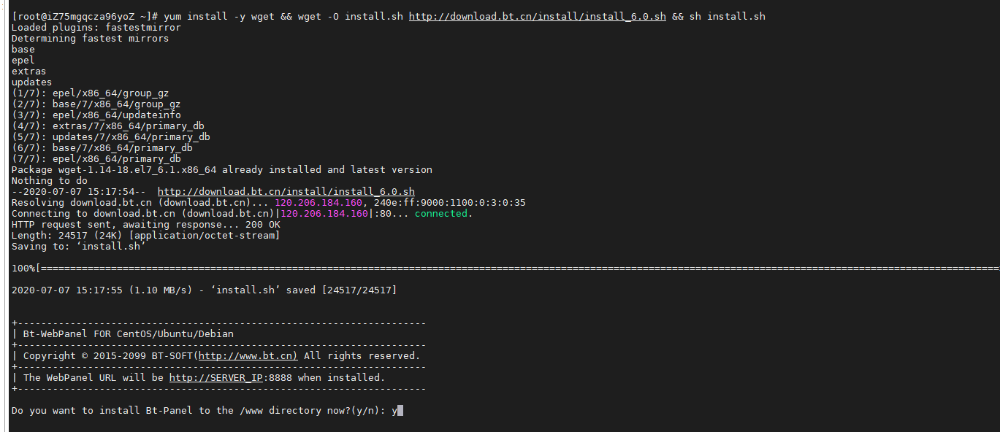 [root@iZ75mgqcza96yoZ ~]# yum install -y wget && wget -O install.sh http://download.bt.cn/install/install_6.0.sh && sh install.sh
Loaded plugins: fastestmirror
Determining fastest mirrors
base
epel
extras
updates
(1/7): epel/x86_64/group_gz
(2/7): base/7/x86_64/group_gz
(3/7): epel/x86_64/updateinfo
(4/7): extras/7/x86_64/primary_db
(5/7): updates/7/x86_64/primary_db
(6/7): base/7/x86_64/primary_db
(7/7): epel/x86_64/primary_db
Package wget-1.14-18.el7_6.1.x86_64 already installed and latest version
Nothing to do
--2020-07-07 15:17:54--  http://download.bt.cn/install/install_6.0.sh
Resolving download.bt.cn (download.bt.cn)... 120.206.184.160, 240e:ff:9000:1100:0:3:0:35
Connecting to download.bt.cn (download.bt.cn)|120.206.184.160|:80... connected.
HTTP request sent, awaiting response... 200 OK
Length: 24517 (24K) [application/octet-stream]
Saving to: ‘install.sh’
100%[====================================================================================================================================================================
2020-07-07 15:17:55 (1.10 MB/s) - ‘install.sh’ saved [24517/24517]
+----------------------------------------------------------------------
| Bt-WebPanel FOR CentOS/Ubuntu/Debian
+----------------------------------------------------------------------
| Copyright © 2015-2099 BT-SOFT(http://www.bt.cn) All rights reserved.
+----------------------------------------------------------------------
| The WebPanel URL will be http://SERVER_IP:8888 when installed.
+----------------------------------------------------------------------
Do you want to install Bt-Panel to the /www directory now?(y/n): y